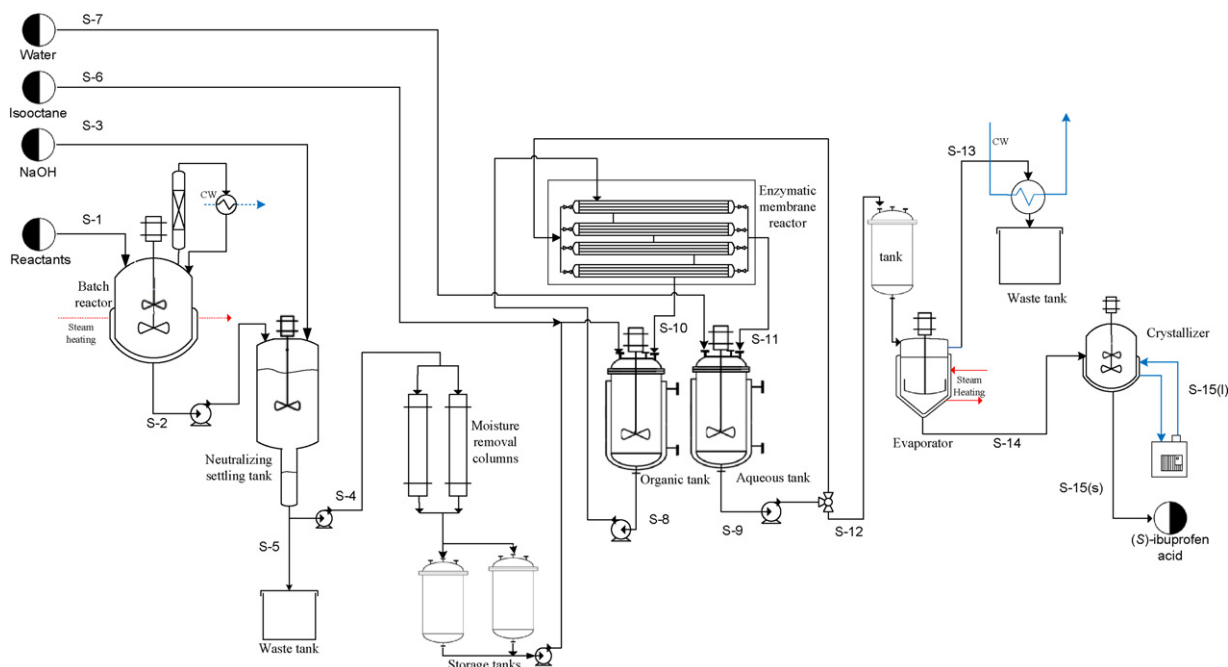 S-7
Water
S-6
Isooctane
S-3
NaOH
S-1
Reactants
CW
Batch
reactor
Steam
heating
S-2
Neutralizing
settling tank
S-5
Waste tank
S-4
Moisture
removal
columns
Storage tanks
Enzymatic
membrane
reactor
S-10
S-11
Organic tank
Aqueous tank
S-8
S-9
S-12
tank
S-13
CW
Waste tank
Steam
Heating
Evaporator
S-14
Crystallizer
S-15(l)
S-15(s)
(S)-ibuprofen
acid